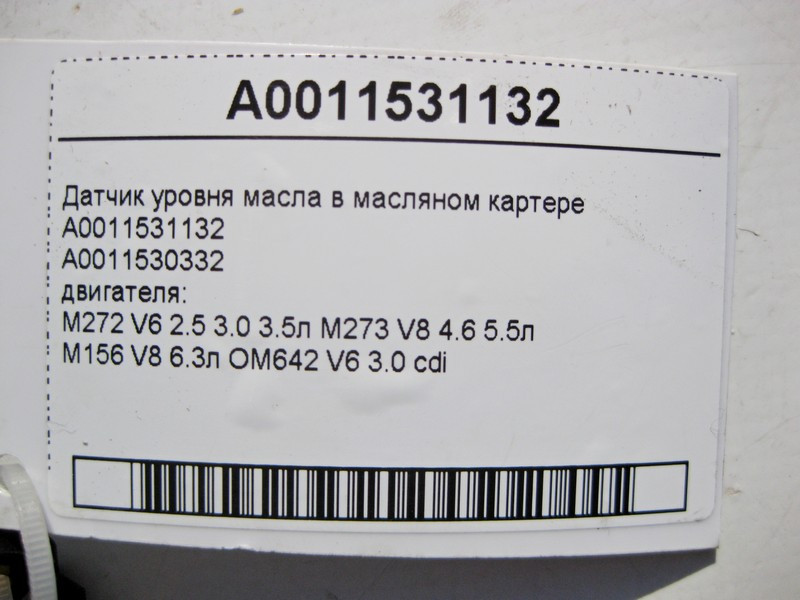 A0011531132
Датчик уровня масла в масляном картере
A0011531132
A0011530332
двигателя:
M272 V6 2.5 3.0 3.5л M273 V8 4.6 5.5л
M156 V8 6.3л OM642 V6 3.0 cdi